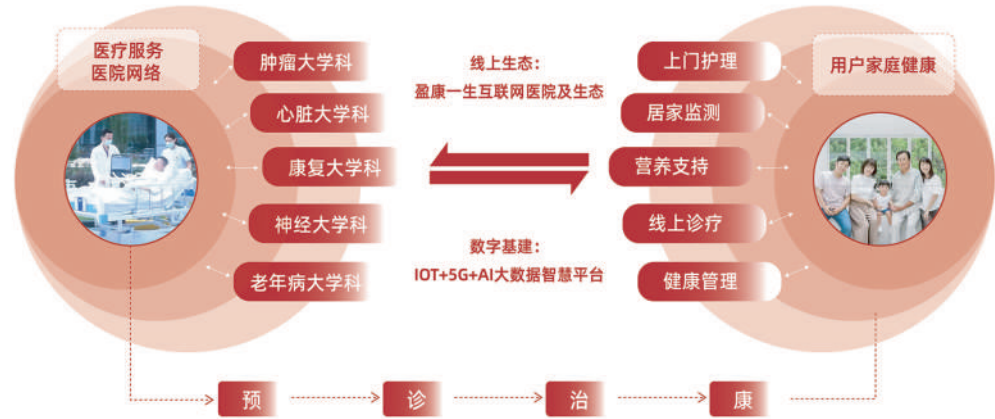 医疗服务
医院网络
肿瘤大学科
心脏大学科
康复大学科
神经大学科
老年病大学科
线上生态：
盈康一生互联网医院及生态
数字基建：
IOT+5G+AI大数据智慧平台
上门护理
居家监测
营养支持
线上诊疗
健康管理
用户家庭健康
预
诊
治
康